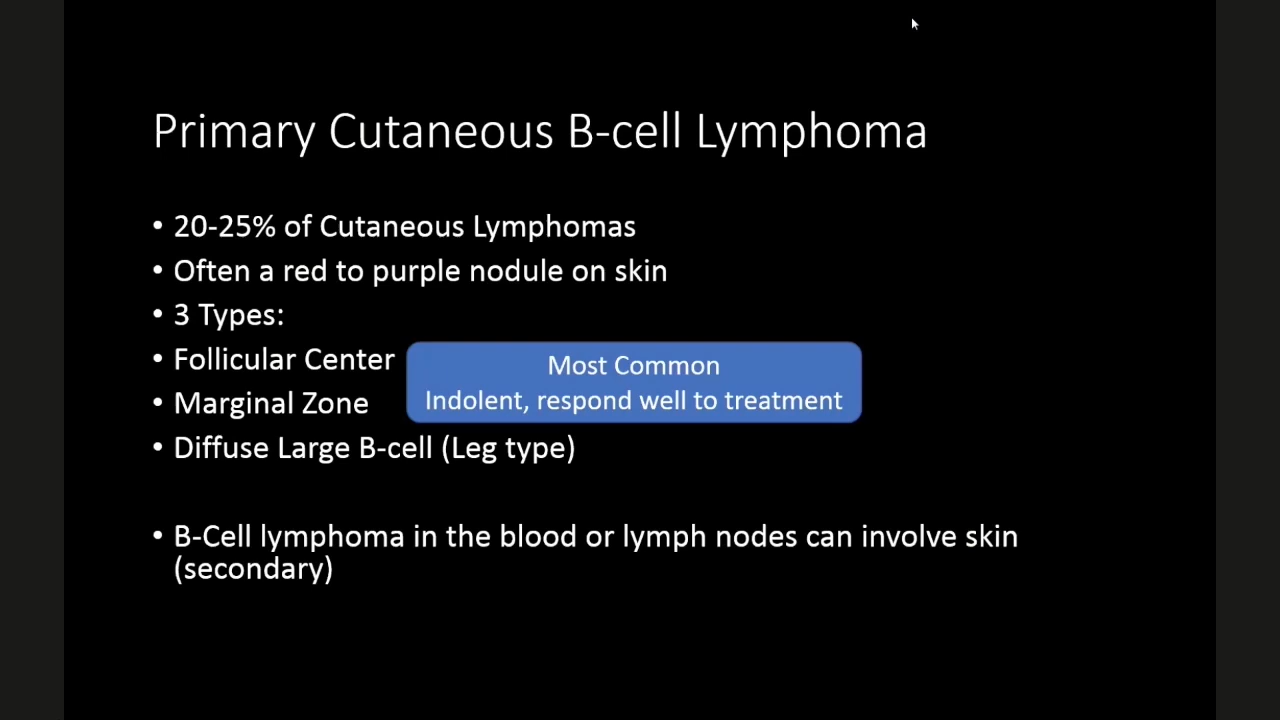 Primary Cutaneous B-cell Lymphoma
• 20-25% of Cutaneous Lymphomas
• Often a red to purple nodule on skin
• 3 Types:
• Follicular Center
• Marginal Zone
Most Common
Indolent, respond well to treatment
• Diffuse Large B-cell (Leg type)
• B-Cell lymphoma in the blood or lymph nodes can involve skin
(secondary)